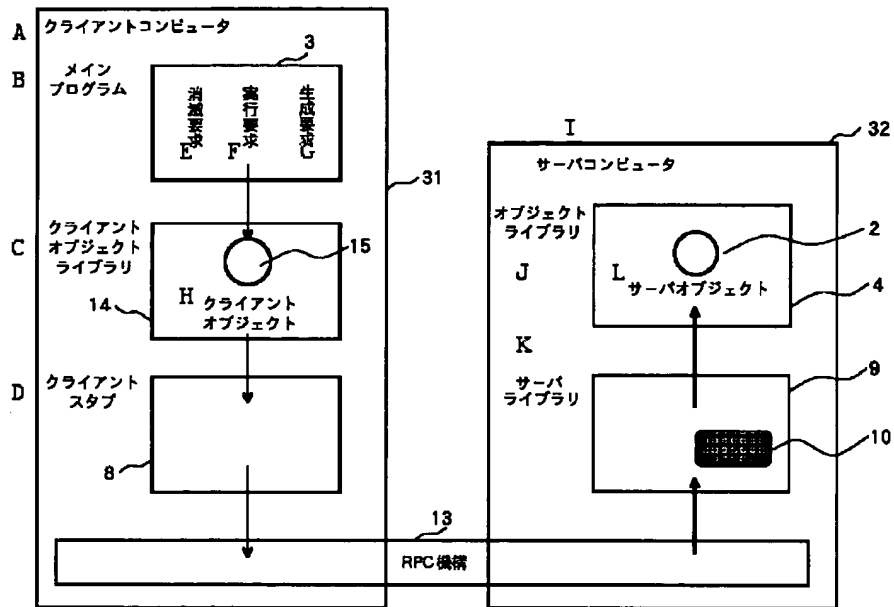 A クライアントコンピュータ
B メイン
プログラム
3
消滅要求
E
実行要求
F
生成要求
G
31
C クライアント
オブジェクト
ライブラリ
15
H クライアント
オブジェクト
14
D クライアント
スタブ
8
13
RPC機構
I
32
サーバコンピュータ
オブジェクト
ライブラリ
2
J
L
サーバオブジェクト
4
K
サーバ
ライブラリ
9
10